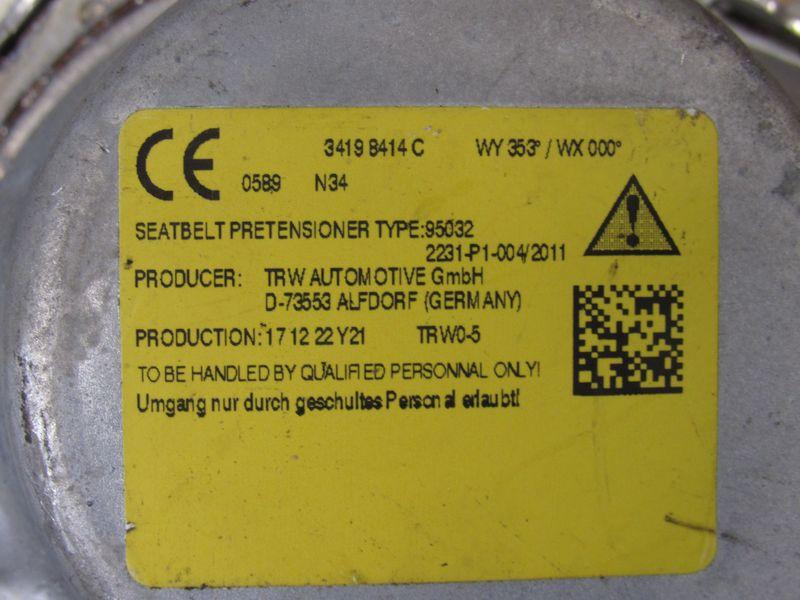 CE 3419 8414 C WY 353° / WX 000°
0589 N34
SEATBELT PRETENSIONER TYPE:95032
2231-P1-004/2011
PRODUCER: TRW AUTOMOTIVE GmbH
D-73553 ALFDORF (GERMANY)
PRODUCTION:17 12 22 Y21 TRW0-5
TO BE HANDLED BY QUALIFIED PERSONNAL ONLY!
Umgang nur durch geschultes Personal erlaubt!